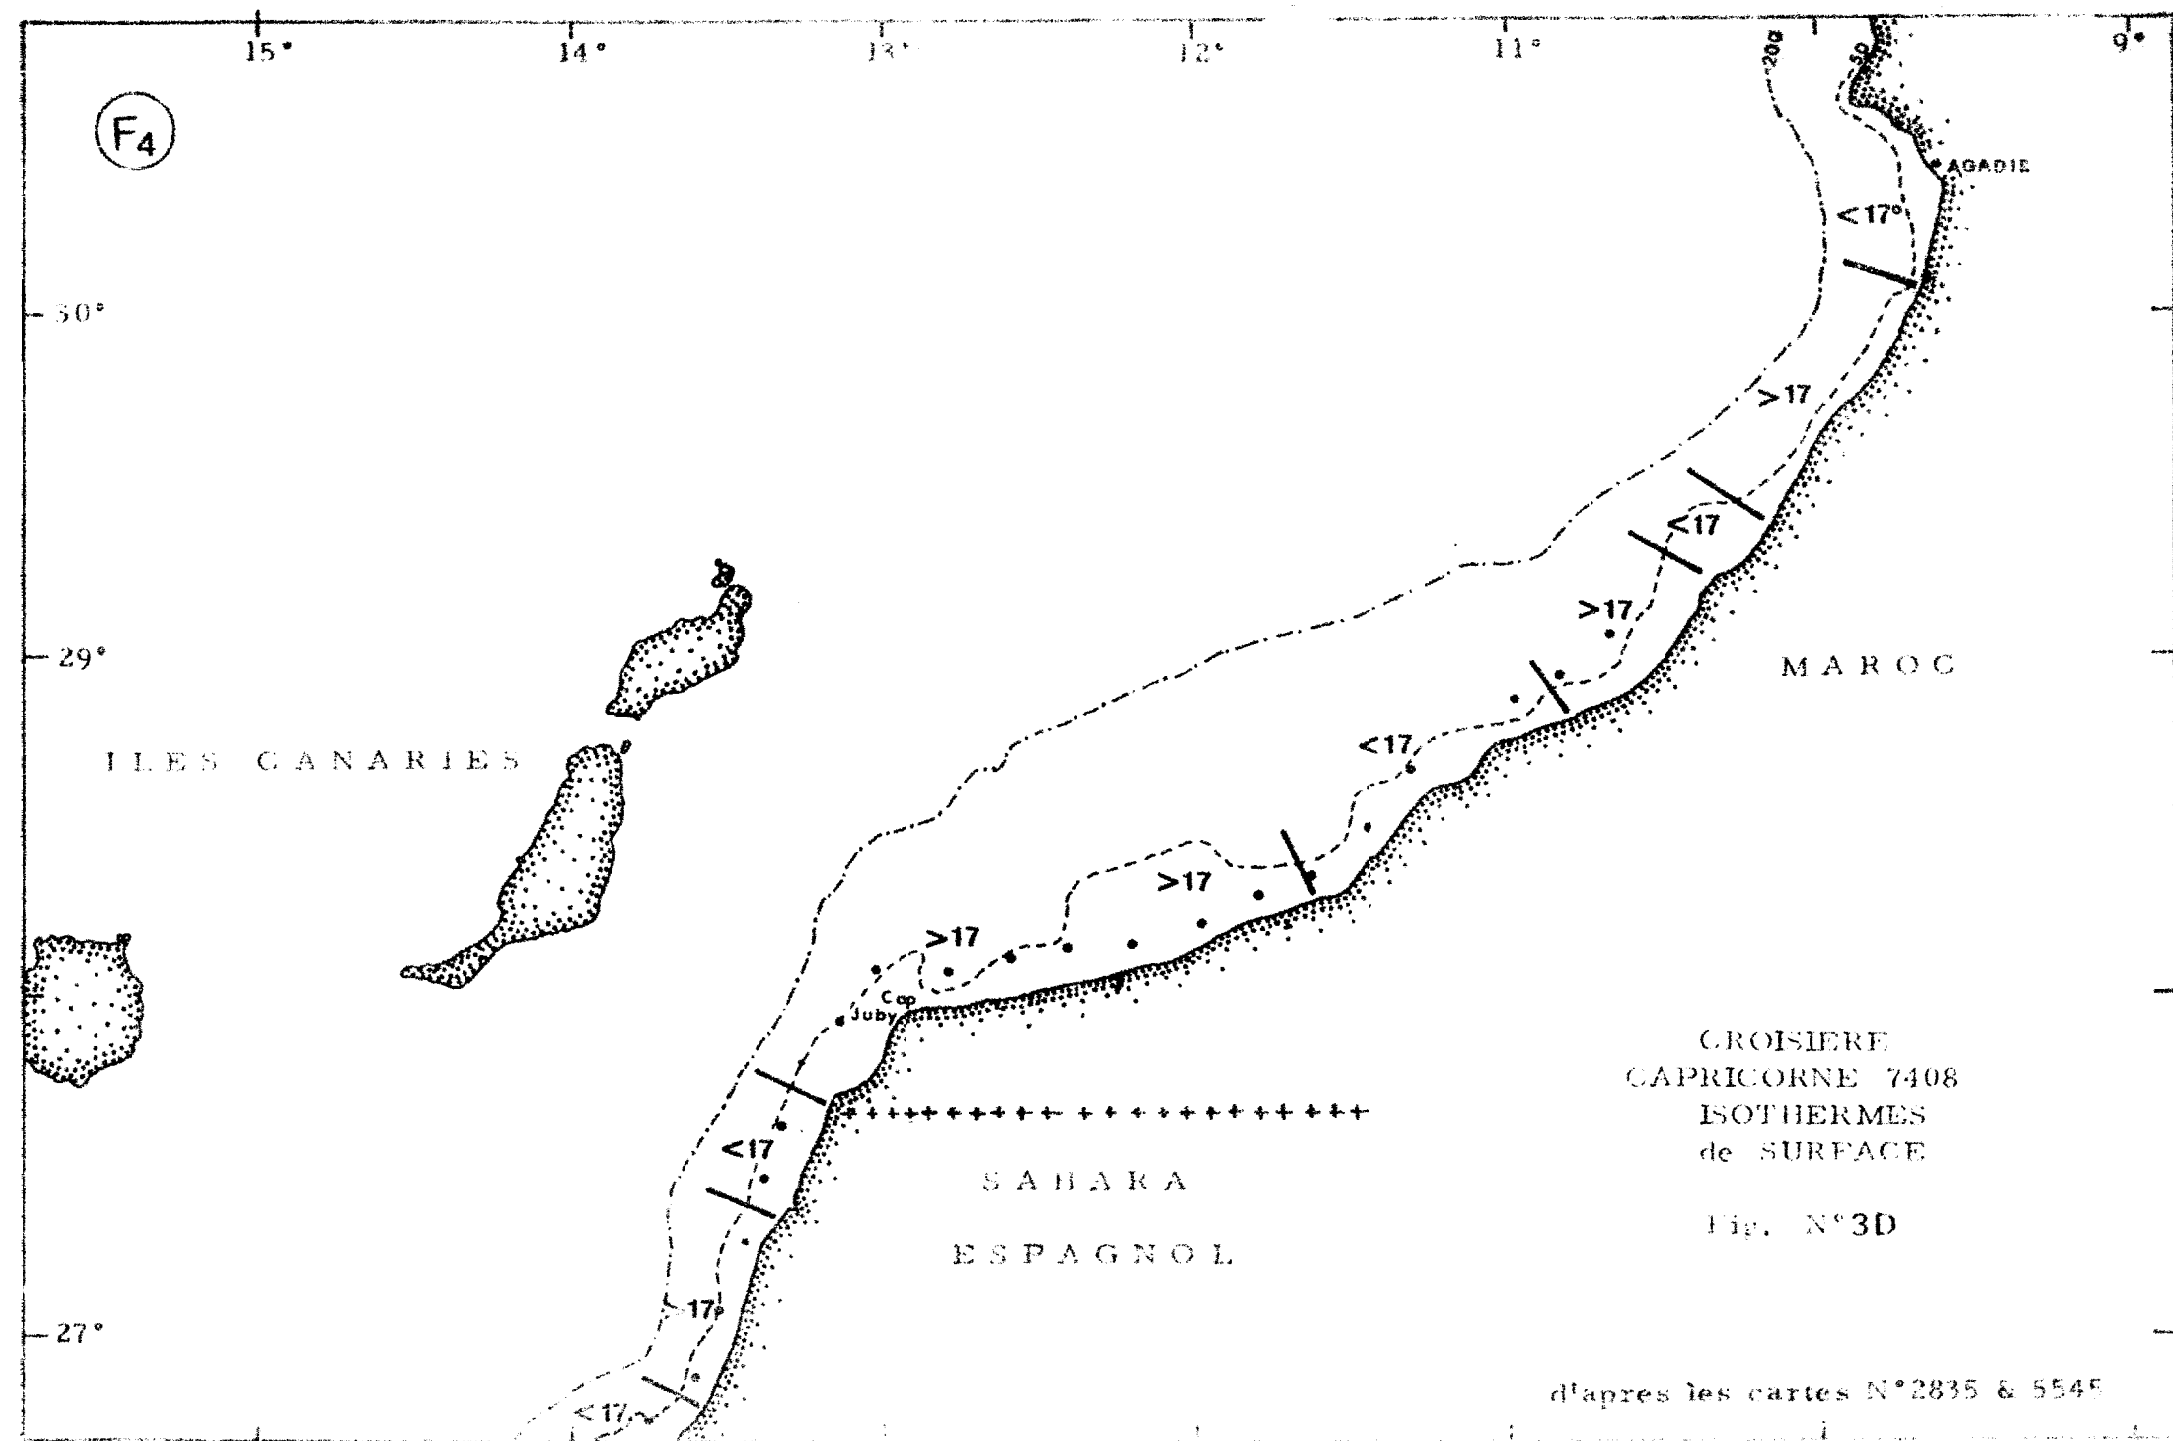 15° 14° 13° 12° 11° 9°
20g 50
F4
AGADIE
<17°
30°
>17
<17
>17
29°
MAROC
<17
ILES CANARIES
>17
>17
Cap
Juby
CROISIERE
CAPRICORNE 7408
ISOTHERMES
de SURFACE
<17
SAHARA
Fig. N°3D
ESPAGNOL
>17
27°
d'apres les cartes N°2835 & 5545
<17